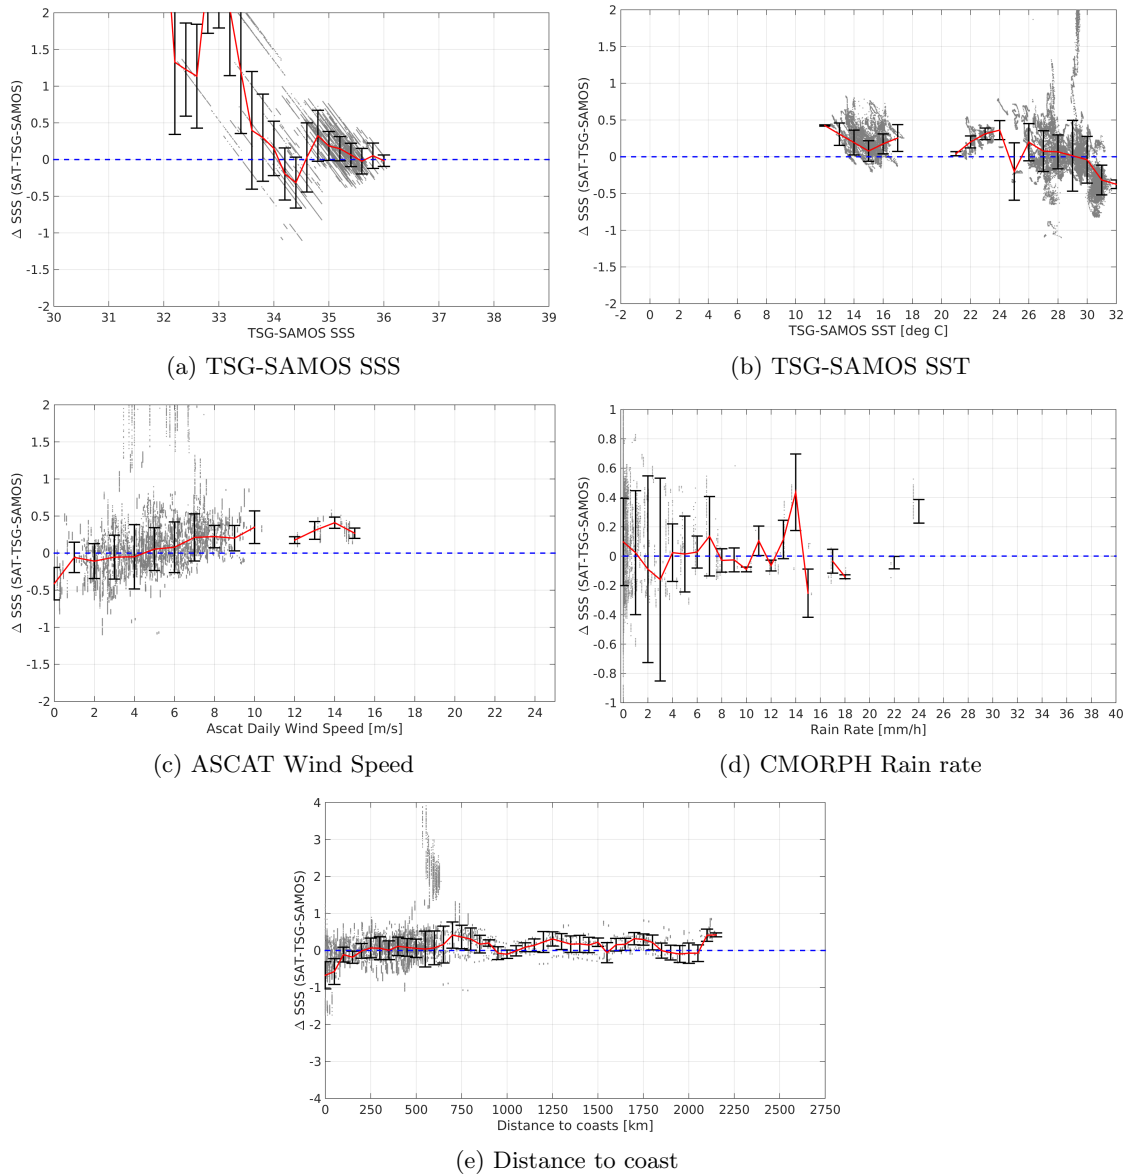 2
1.5
1
0.5
0
-0.5
-1
-1.5
-2
Δ SSS (SAT-TSG-SAMOS)
30 31 32 33 34 35 36 37 38 39
TSG-SAMOS SSS
(a) TSG-SAMOS SSS
2
1.5
1
0.5
0
-0.5
-1
-1.5
-2
Δ SSS (SAT-TSG-SAMOS)
-2 0 2 4 6 8 10 12 14 16 18 20 22 24 26 28 30 32
TSG-SAMOS SST [deg C]
(b) TSG-SAMOS SST
2
1.5
1
0.5
0
-0.5
-1
-1.5
-2
Δ SSS (SAT-TSG-SAMOS)
0 2 4 6 8 10 12 14 16 18 20 22 24
Ascat Daily Wind Speed [m/s]
(c) ASCAT Wind Speed
1
0.8
0.6
0.4
0.2
0
-0.2
-0.4
-0.6
-0.8
-1
Δ SSS (SAT-TSG-SAMOS)
0 2 4 6 8 10 12 14 16 18 20 22 24 26 28 30 32 34 36 38 40
Rain Rate [mm/h]
(d) CMORPH Rain rate
4
3
2
1
0
-1
-2
-3
-4
Δ SSS (SAT-TSG-SAMOS)
0 250 500 750 1000 1250 1500 1750 2000 2250 2500 2750
Distance to coasts [km]
(e) Distance to coast